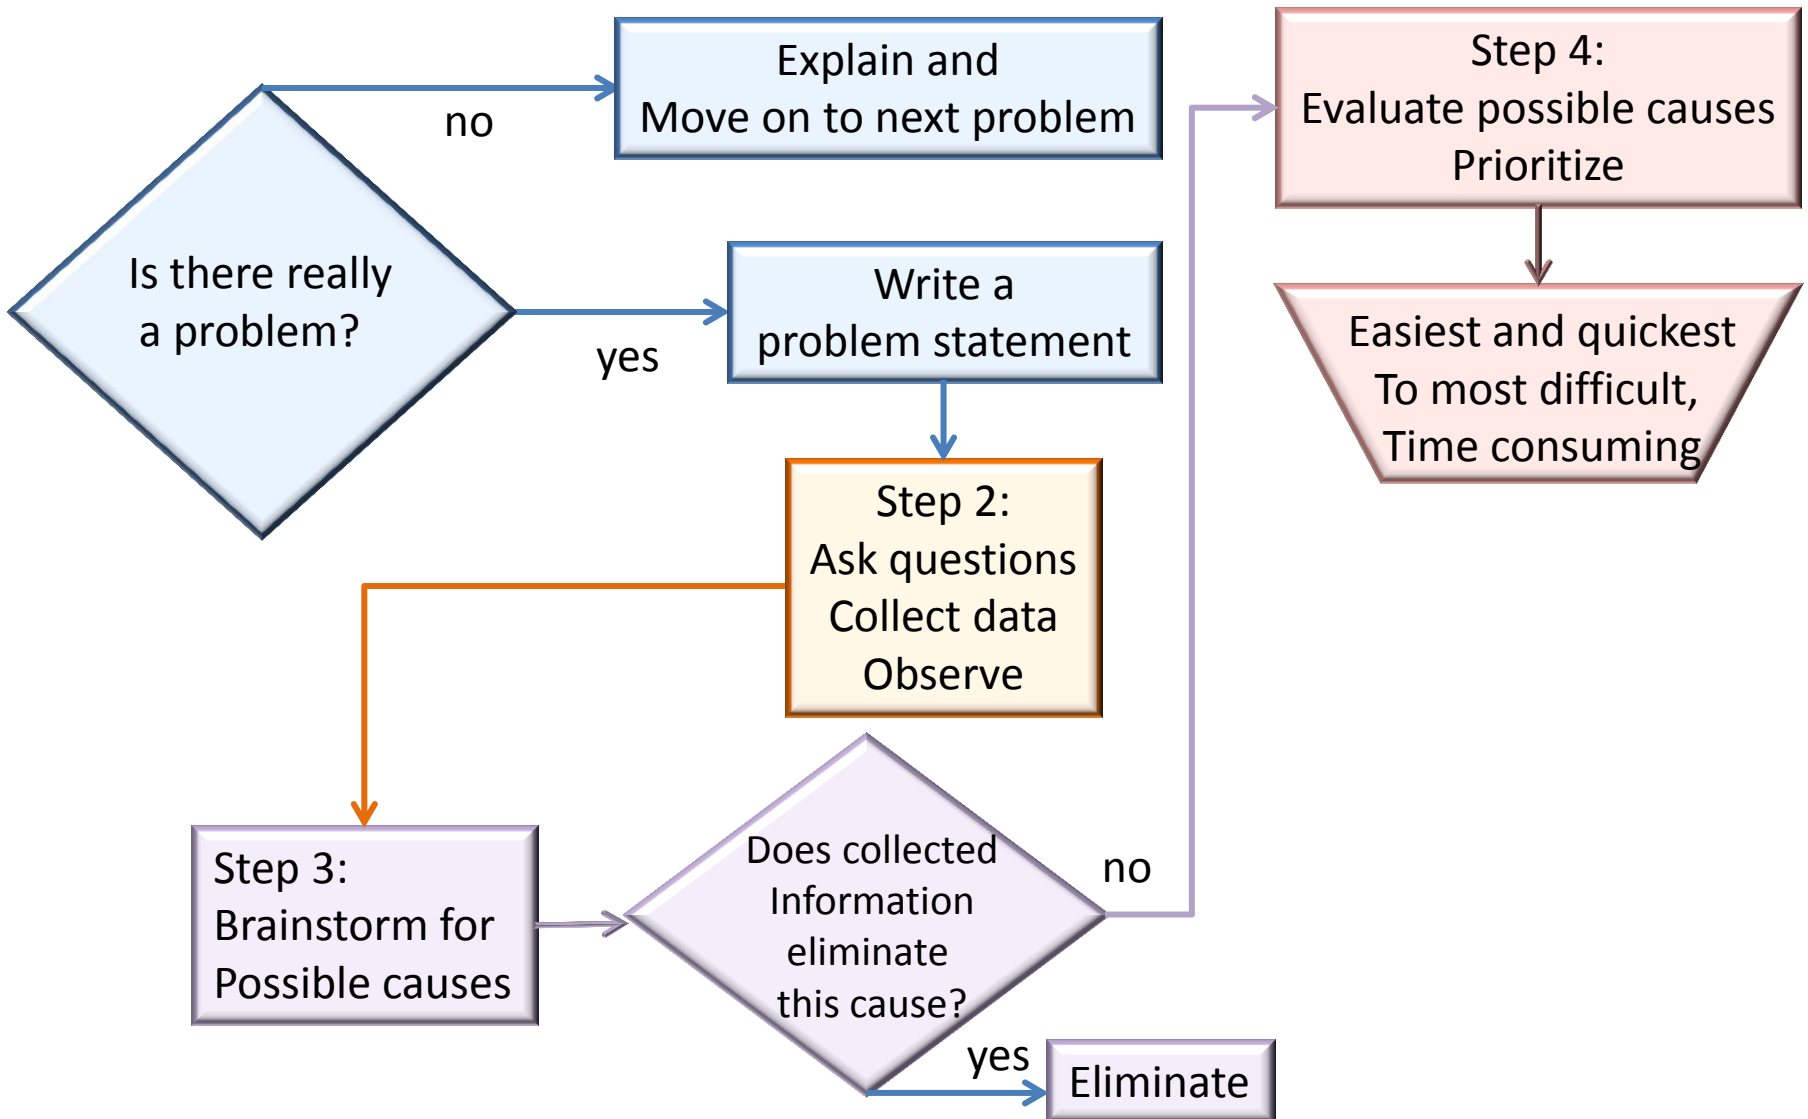 Is there really
a problem?
no
Explain and
Move on to next problem
yes
Write a
problem statement
Step 2:
Ask questions
Collect data
Observe
Step 3:
Brainstorm for
Possible causes
Does collected
Information
eliminate
this cause?
yes
Eliminate
no
Step 4:
Evaluate possible causes
Prioritize
Easiest and quickest
To most difficult,
Time consuming